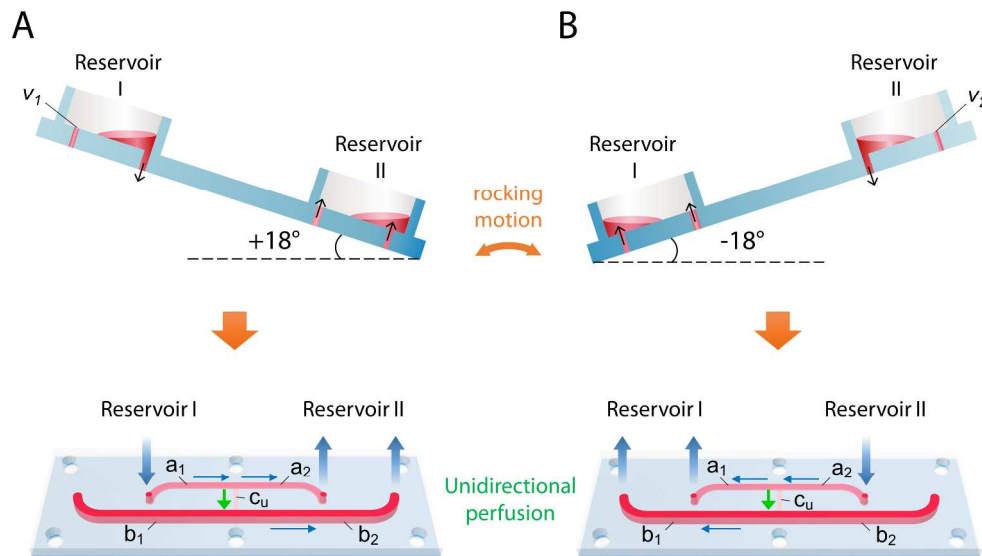 A
B
Reservoir
I
v1
Reservoir
II
+18°
rocking
motion
Reservoir
I
Reservoir
II
v2
-18°
Reservoir I
Reservoir II
a1
a2
cu
b1
b2
Unidirectional
perfusion
Reservoir I
Reservoir II
a1
a2
cu
b1
b2